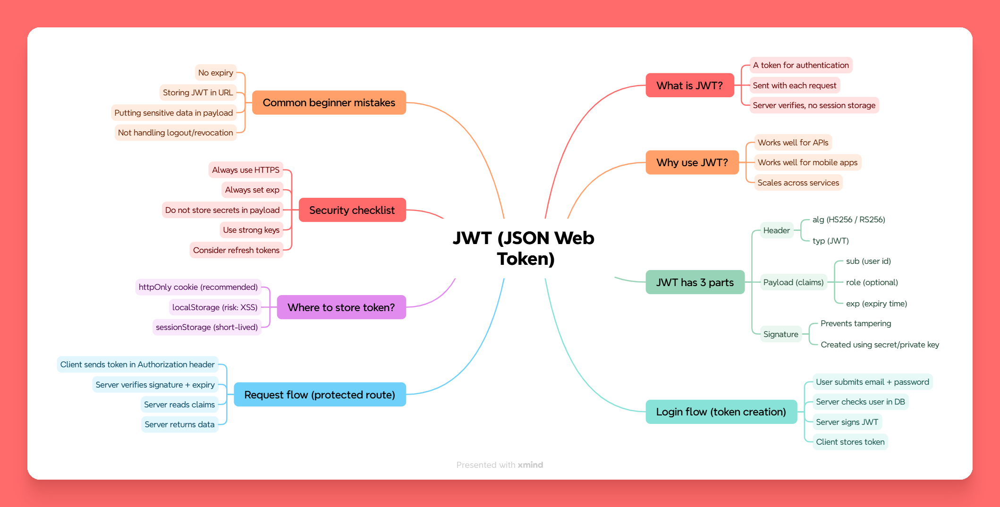 JWT (JSON Web
Token)
What is JWT?
A token for authentication
Sent with each request
Server verifies, no session storage
Why use JWT?
Works well for APIs
Works well for mobile apps
Scales across services
JWT has 3 parts
Header
alg (HS256 / RS256)
typ (JWT)
Payload (claims)
sub (user id)
role (optional)
exp (expiry time)
Signature
Prevents tampering
Created using secret/private key
Login flow (token creation)
User submits email + password
Server checks user in DB
Server signs JWT
Client stores token
Common beginner mistakes
No expiry
Storing JWT in URL
Putting sensitive data in payload
Not handling logout/revocation
Security checklist
Always use HTTPS
Always set exp
Do not store secrets in payload
Use strong keys
Consider refresh tokens
Where to store token?
httpOnly cookie (recommended)
localStorage (risk: XSS)
sessionStorage (short-lived)
Request flow (protected route)
Client sends token in Authorization header
Server verifies signature + expiry
Server reads claims
Server returns data
Presented with xmind